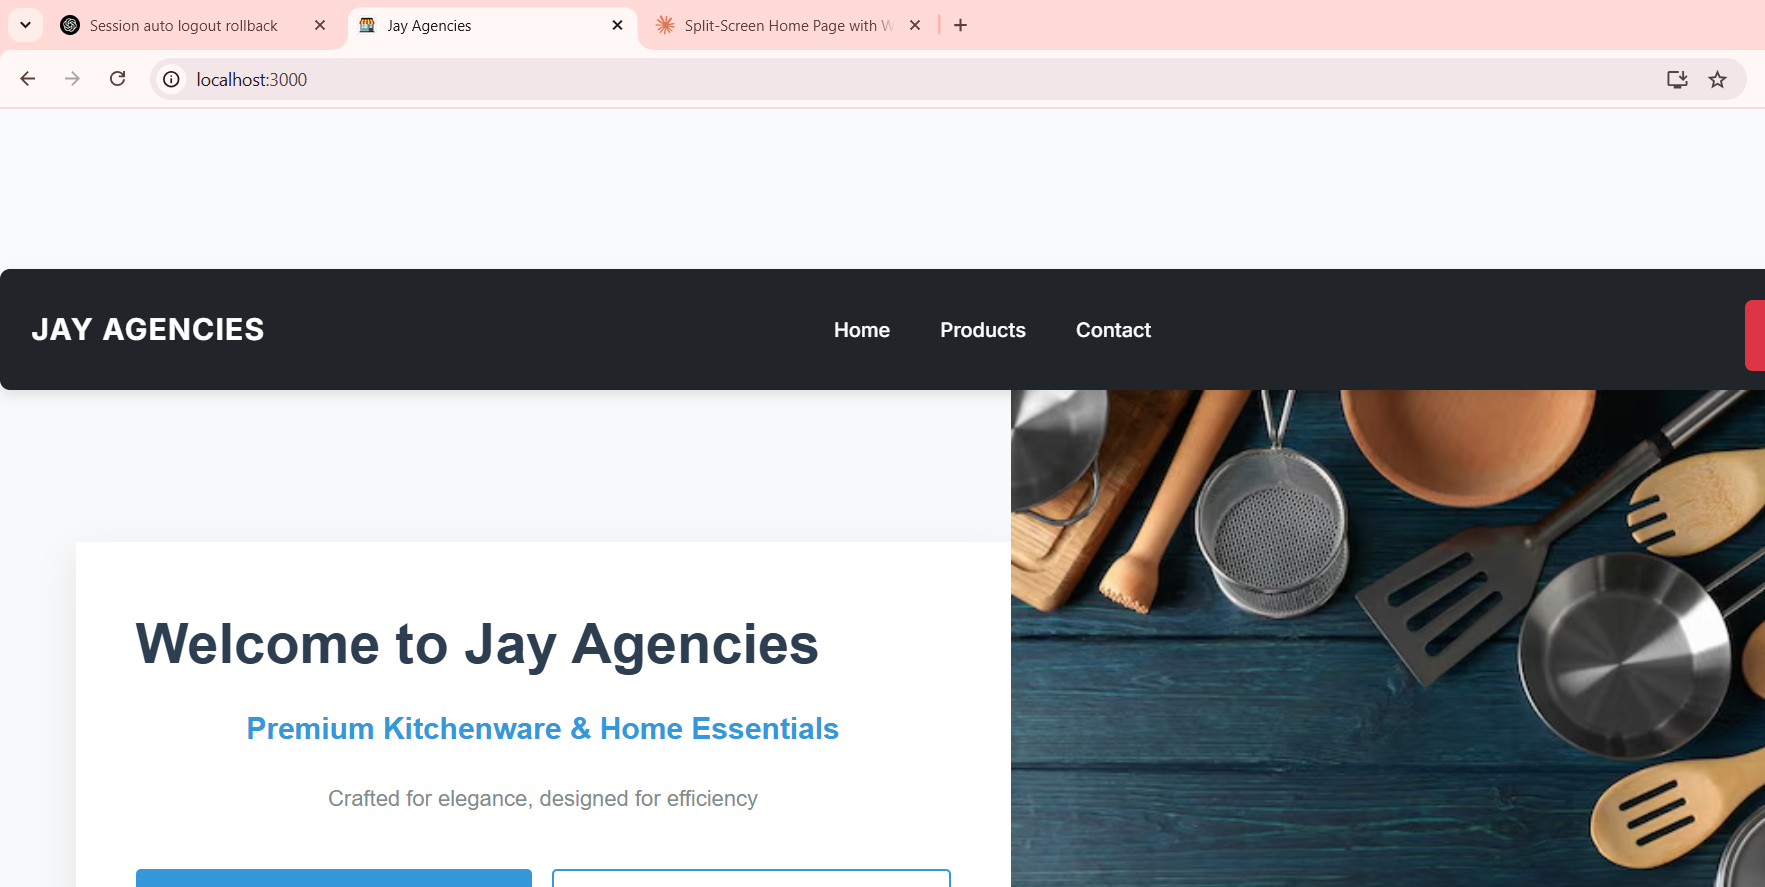 Session auto logout rollback
Jay Agencies
Split-Screen Home Page with W
localhost:3000
JAY AGENCIES
Home
Products
Contact
Welcome to Jay Agencies
Premium Kitchenware & Home Essentials
Crafted for elegance, designed for efficiency